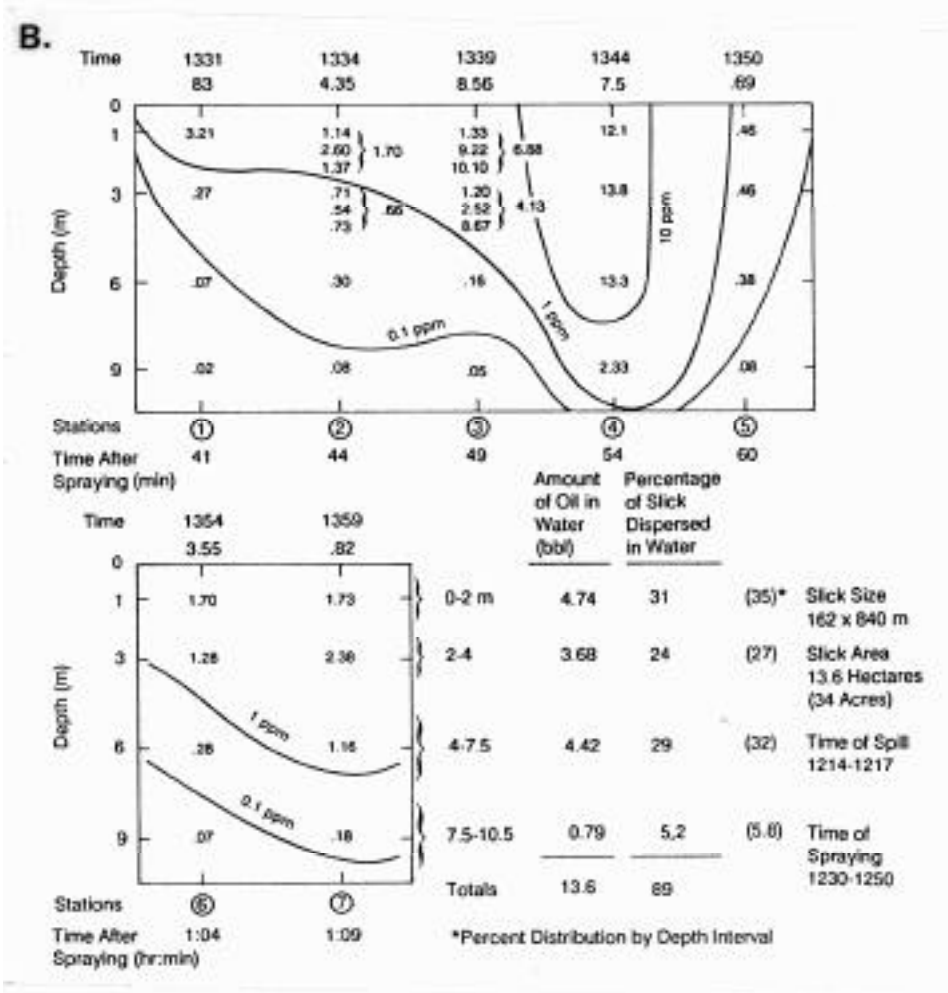 B.
Time 1331 1334 1339 1344 1350
83 4.35 8.56 7.5 .69
0
1 3.21 1.14 1.33 12.1 .46
2.60 1.70 9.22 6.88
1.37 10.10
3 .27 .71 1.20 13.8 .46
.54 .66 2.52 4.13
.73 8.67
10 ppm
Depth (m)
6 .07 .30 .16 13.3 .38
0.1 ppm 1 ppm
9 .02 .08 .05 2.33 .08
Stations ① ② ③ ④ ⑤
Time After 41 44 49 54 60
Spraying (min)
Amount Percentage
of Oil in of Slick
Water Dispersed
(bbl) in Water
Time 1354 1359
3.55 .82
0
1 1.70 1.73 0-2 m 4.74 31 (35)* Slick Size
162 x 840 m
3 1.28 2.38 2-4 3.68 24 (27) Slick Area
13.6 Hectares
(34 Acres)
Depth (m)
1 ppm
6 .26 1.16 4-7.5 4.42 29 (32) Time of Spill
1214-1217
0.1 ppm
9 .07 .18 7.5-10.5 0.79 5,2 (5.8) Time of
Spraying
1230-1250
Totals 13.6 89
Stations ⑥ ⑦
Time After 1:04 1:09
Spraying (hr:min)
*Percent Distribution by Depth Interval